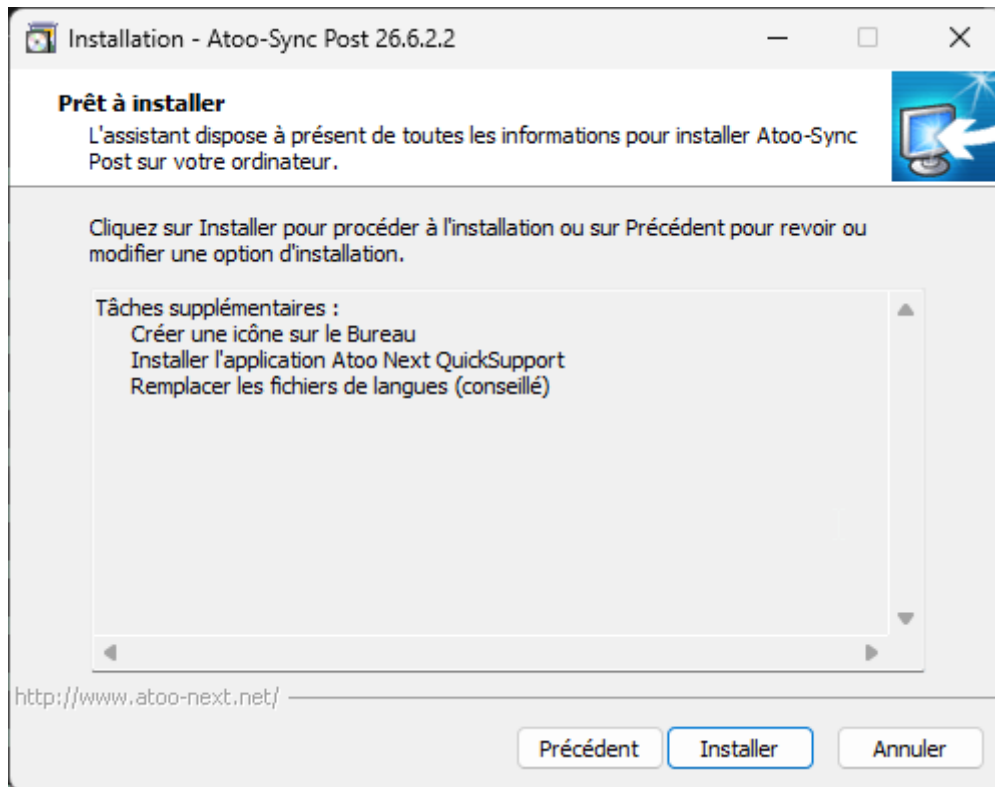 Installation - Atoo-Sync Post 26.6.2.2
Prêt à installer
L'assistant dispose à présent de toutes les informations pour installer Atoo-Sync
Post sur votre ordinateur.
Cliquez sur Installer pour procéder à l'installation ou sur Précédent pour revoir ou
modifier une option d'installation.
Tâches supplémentaires :
Créer une icône sur le Bureau
Installer l'application Atoo Next QuickSupport
Remplacer les fichiers de langues (conseillé)
http://www.atoo-next.net/
Précédent
Installer
Annuler